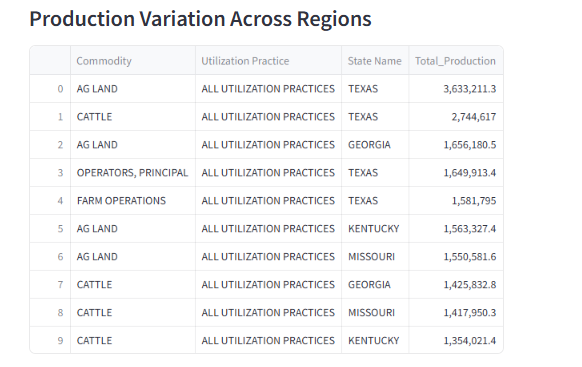 Production Variation Across Regions
Commodity Utilization Practice State Name Total_Production
0 AG LAND ALL UTILIZATION PRACTICES TEXAS 3,633,211.3
1 CATTLE ALL UTILIZATION PRACTICES TEXAS 2,744,617
2 AG LAND ALL UTILIZATION PRACTICES GEORGIA 1,656,180.5
3 OPERATORS, PRINCIPAL ALL UTILIZATION PRACTICES TEXAS 1,649,913.4
4 FARM OPERATIONS ALL UTILIZATION PRACTICES TEXAS 1,581,795
5 AG LAND ALL UTILIZATION PRACTICES KENTUCKY 1,563,327.4
6 AG LAND ALL UTILIZATION PRACTICES MISSOURI 1,550,581.6
7 CATTLE ALL UTILIZATION PRACTICES GEORGIA 1,425,832.8
8 CATTLE ALL UTILIZATION PRACTICES MISSOURI 1,417,950.3
9 CATTLE ALL UTILIZATION PRACTICES KENTUCKY 1,354,021.4